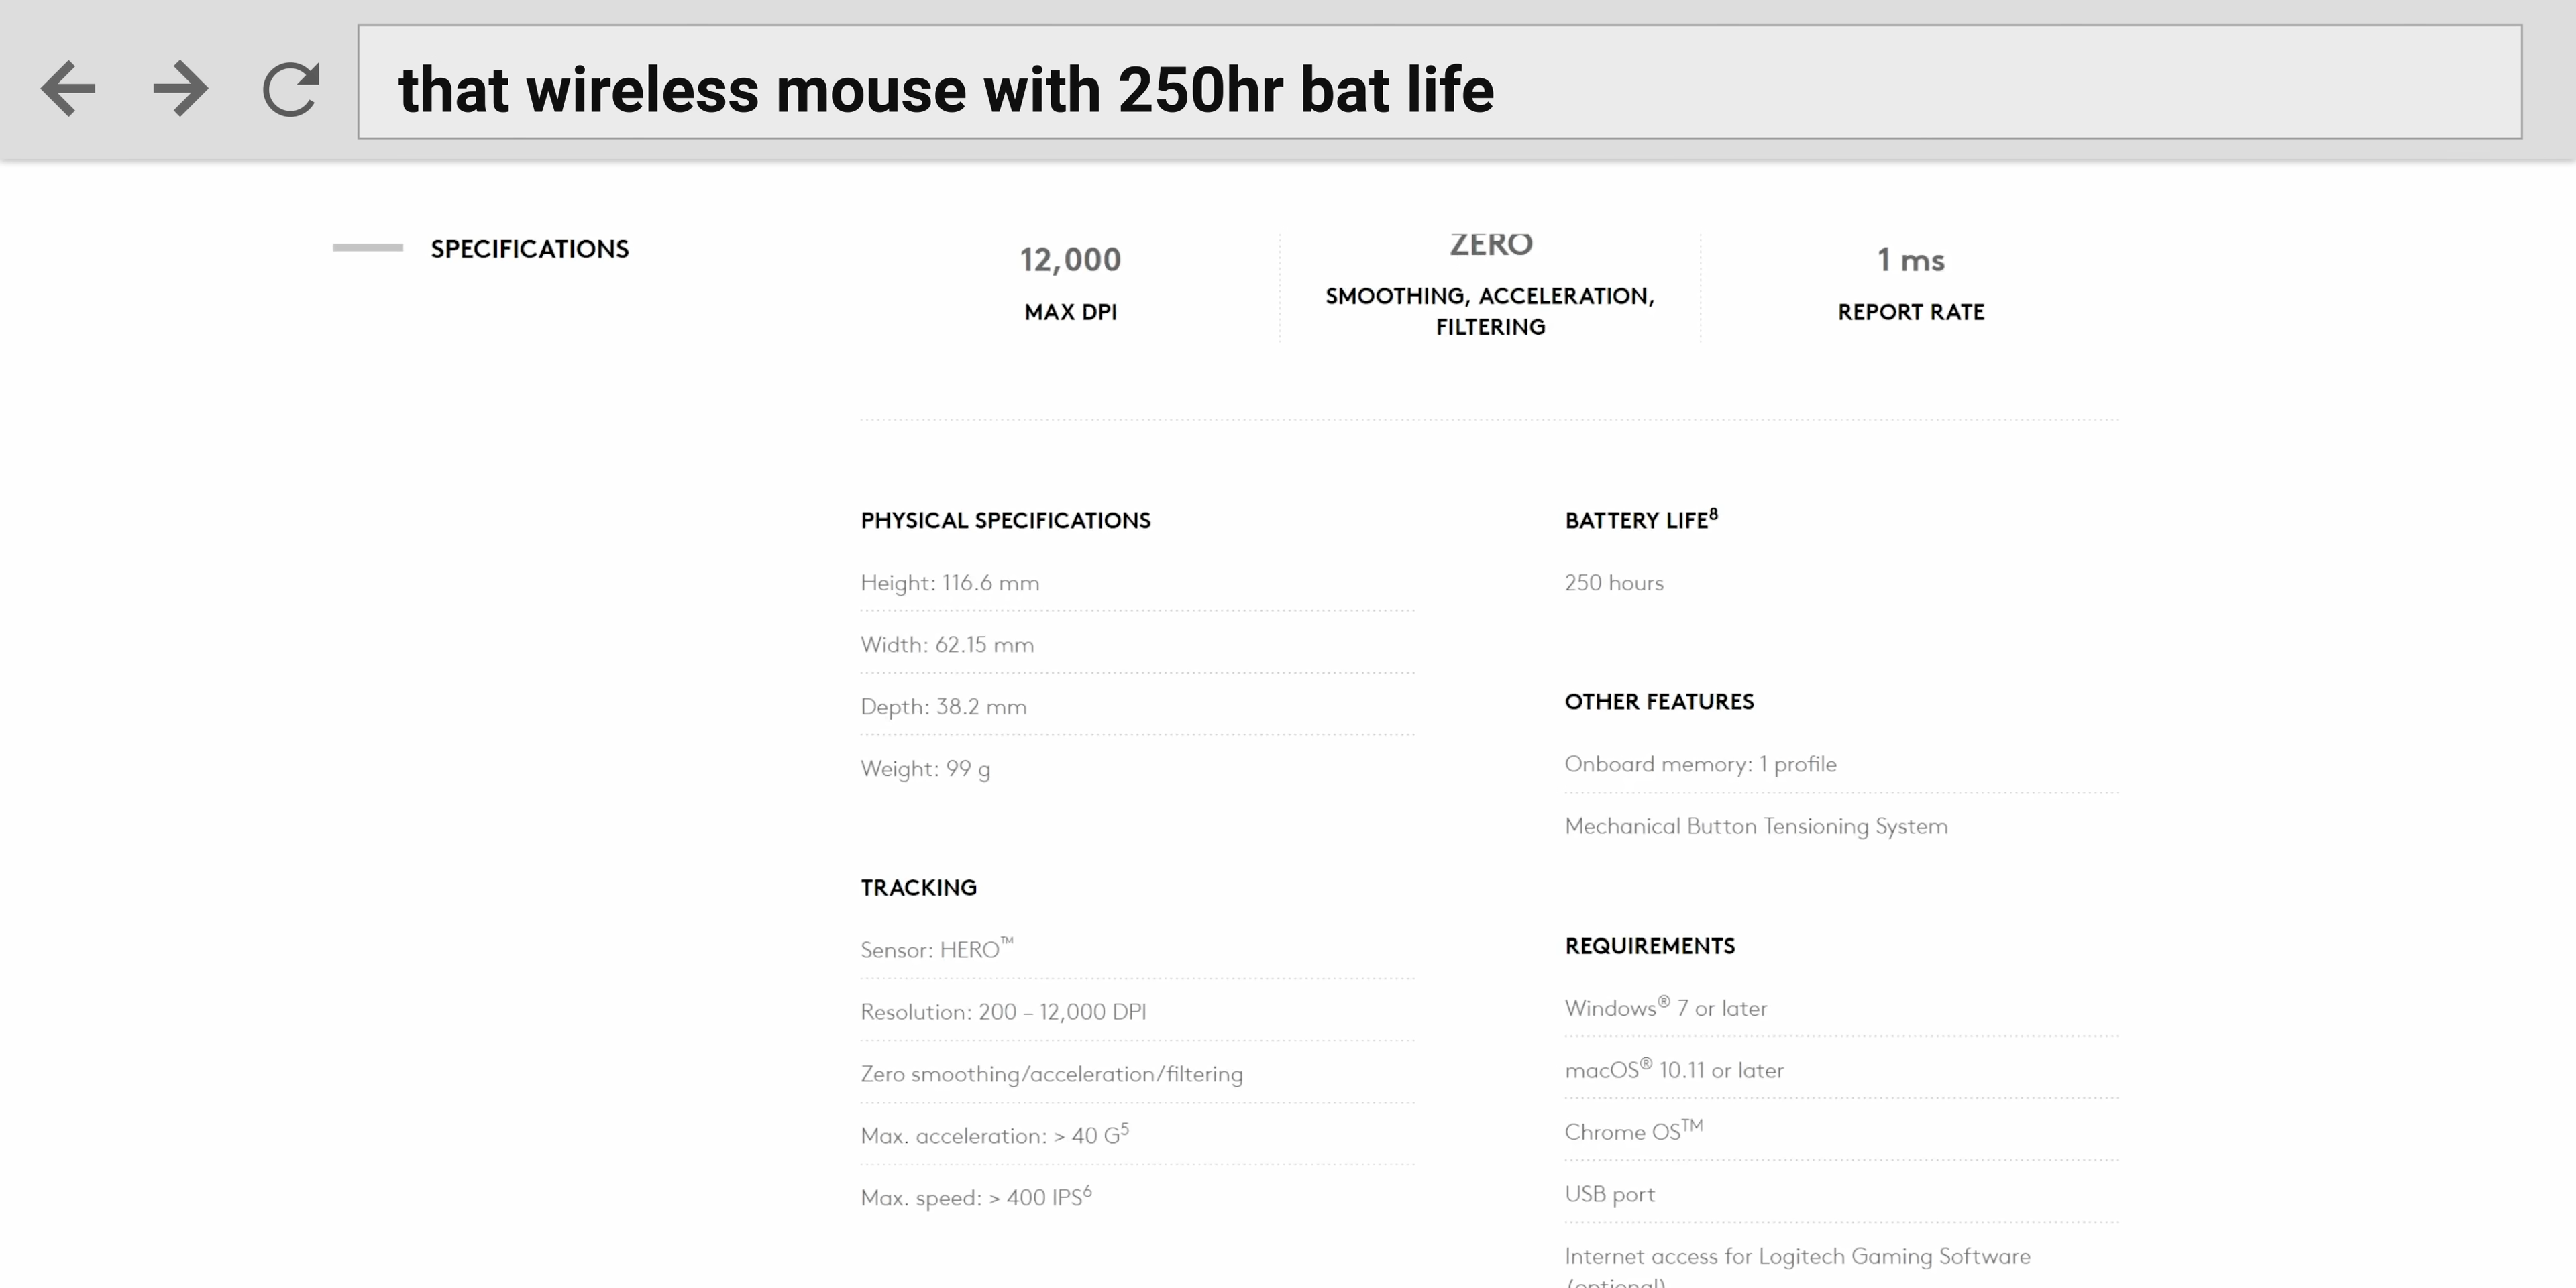 that wireless mouse with 250hr bat life
SPECIFICATIONS
12,000
MAX DPI
ZERO
SMOOTHING, ACCELERATION,
FILTERING
1 ms
REPORT RATE
PHYSICAL SPECIFICATIONS
Height: 116.6 mm
Width: 62.15 mm
Depth: 38.2 mm
Weight: 99 g
TRACKING
Sensor: HERO™
Resolution: 200 – 12,000 DPI
Zero smoothing/acceleration/filtering
Max. acceleration: > 40 G⁵
Max. speed: > 400 IPS⁶
BATTERY LIFE⁸
250 hours
OTHER FEATURES
Onboard memory: 1 profile
Mechanical Button Tensioning System
REQUIREMENTS
Windows® 7 or later
macOS® 10.11 or later
Chrome OS™
USB port
Internet access for Logitech Gaming Software
(optional)